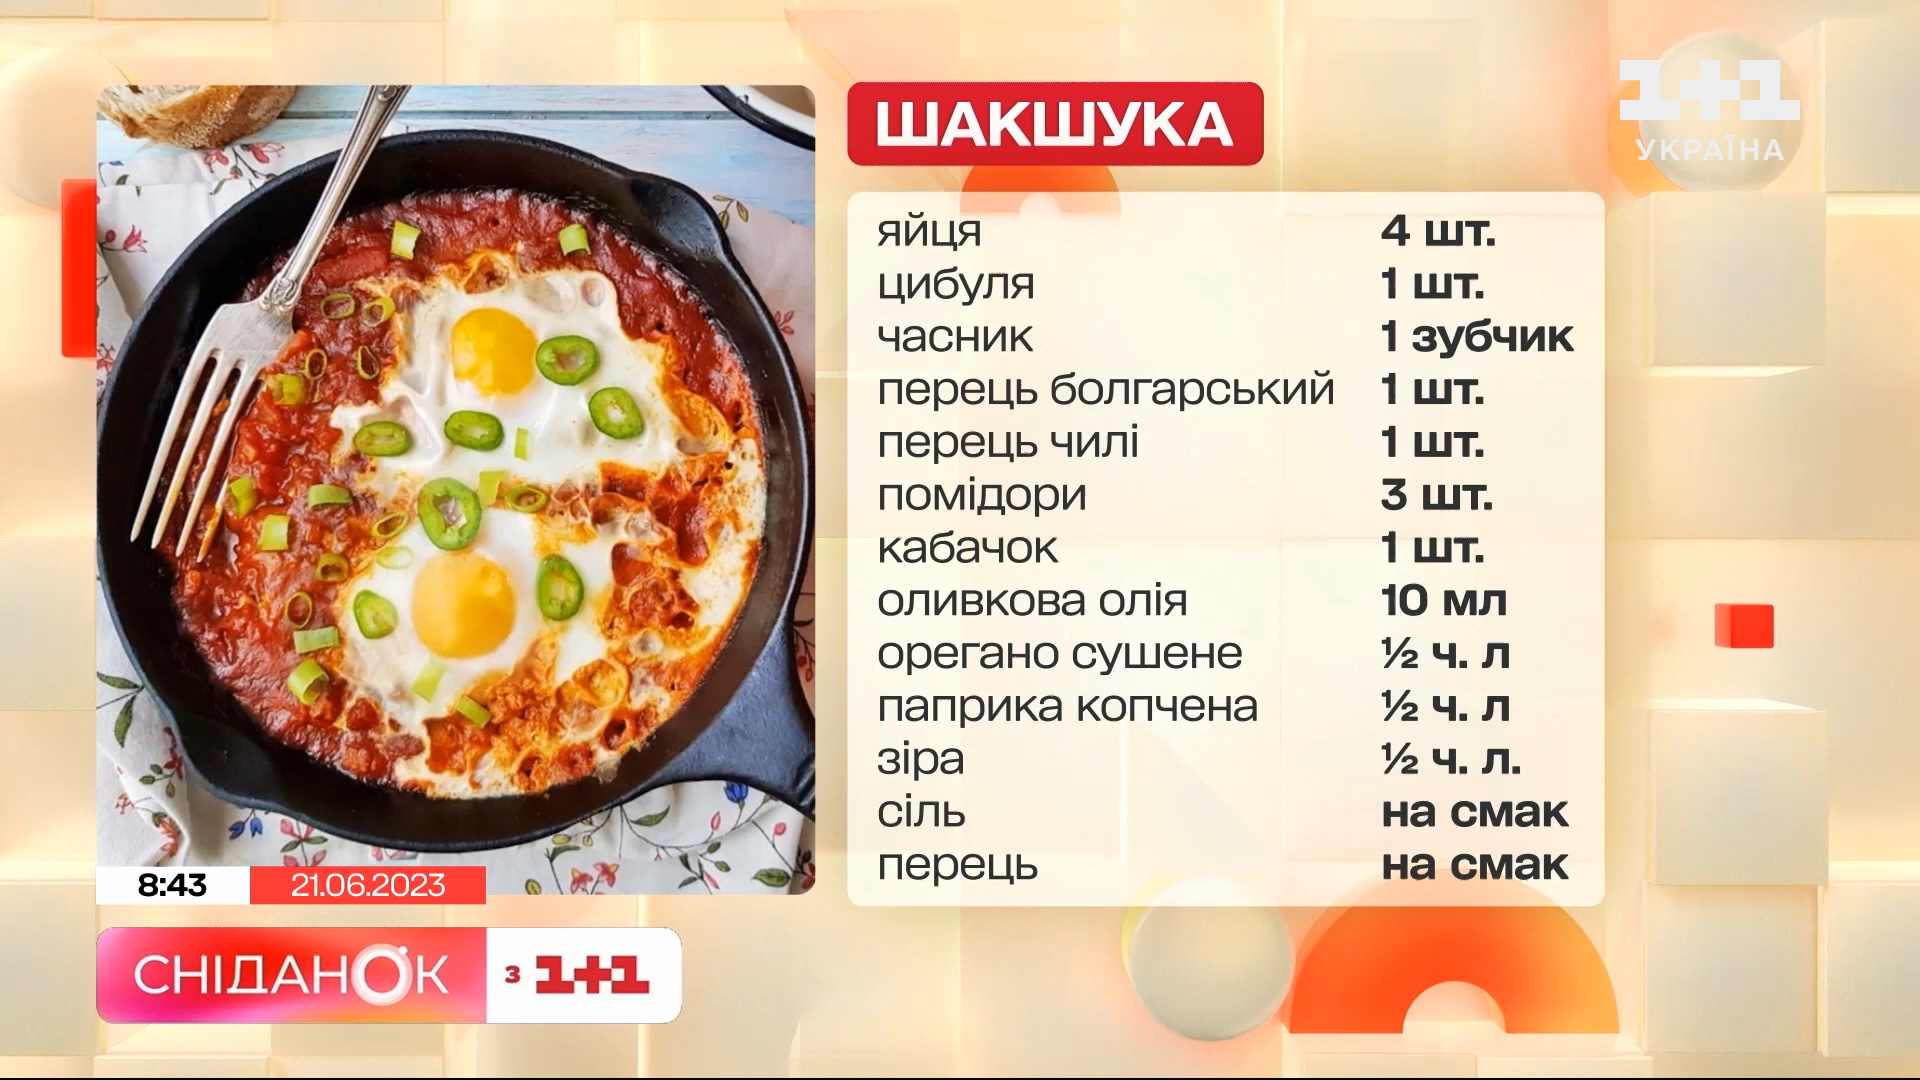 ШАКШУКА
1+1
УКРАЇНА
яйця 4 шт.
цибуля 1 шт.
часник 1 зубчик
перець болгарський 1 шт.
перець чилі 1 шт.
помідори 3 шт.
кабачок 1 шт.
оливкова олія 10 мл
орегано сушене ½ ч. л
паприка копчена ½ ч. л
зіра ½ ч. л.
сіль на смак
перець на смак
8:43 21.06.2023
СНІДАНОК з 1+1